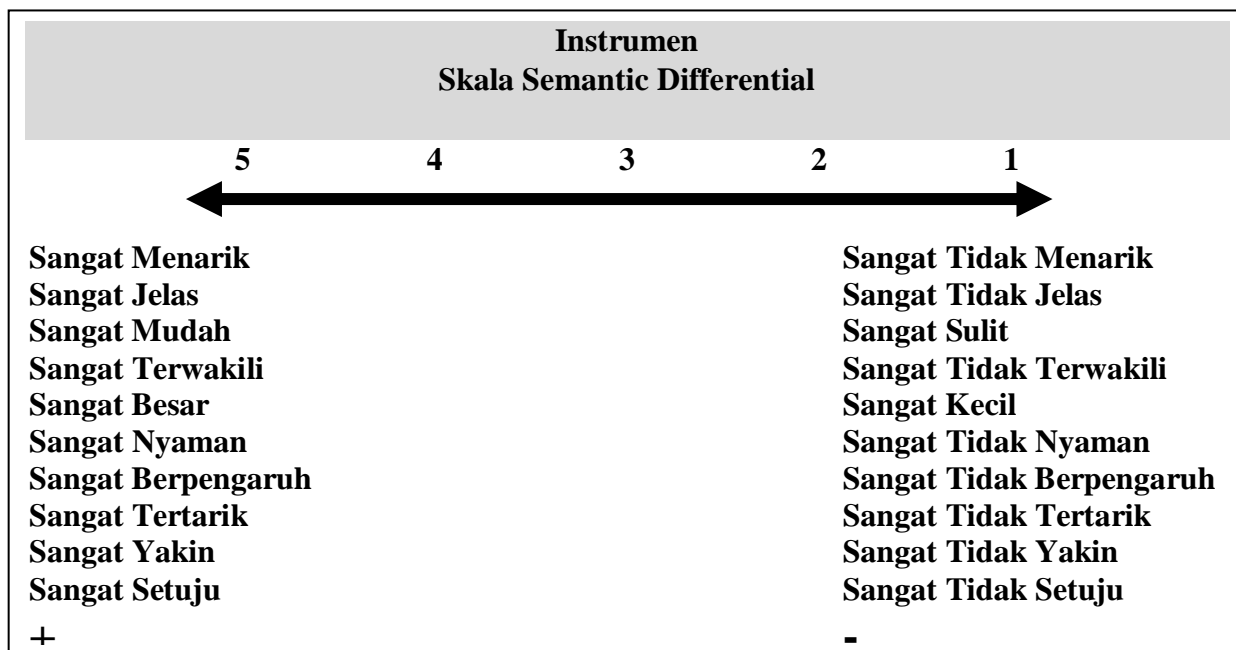 Instrumen
Skala Semantic Differential
5 4 3 2 1
Sangat Menarik Sangat Tidak Menarik
Sangat Jelas Sangat Tidak Jelas
Sangat Mudah Sangat Sulit
Sangat Terwakili Sangat Tidak Terwakili
Sangat Besar Sangat Kecil
Sangat Nyaman Sangat Tidak Nyaman
Sangat Berpengaruh Sangat Tidak Berpengaruh
Sangat Tertarik Sangat Tidak Tertarik
Sangat Yakin Sangat Tidak Yakin
Sangat Setuju Sangat Tidak Setuju
+ -